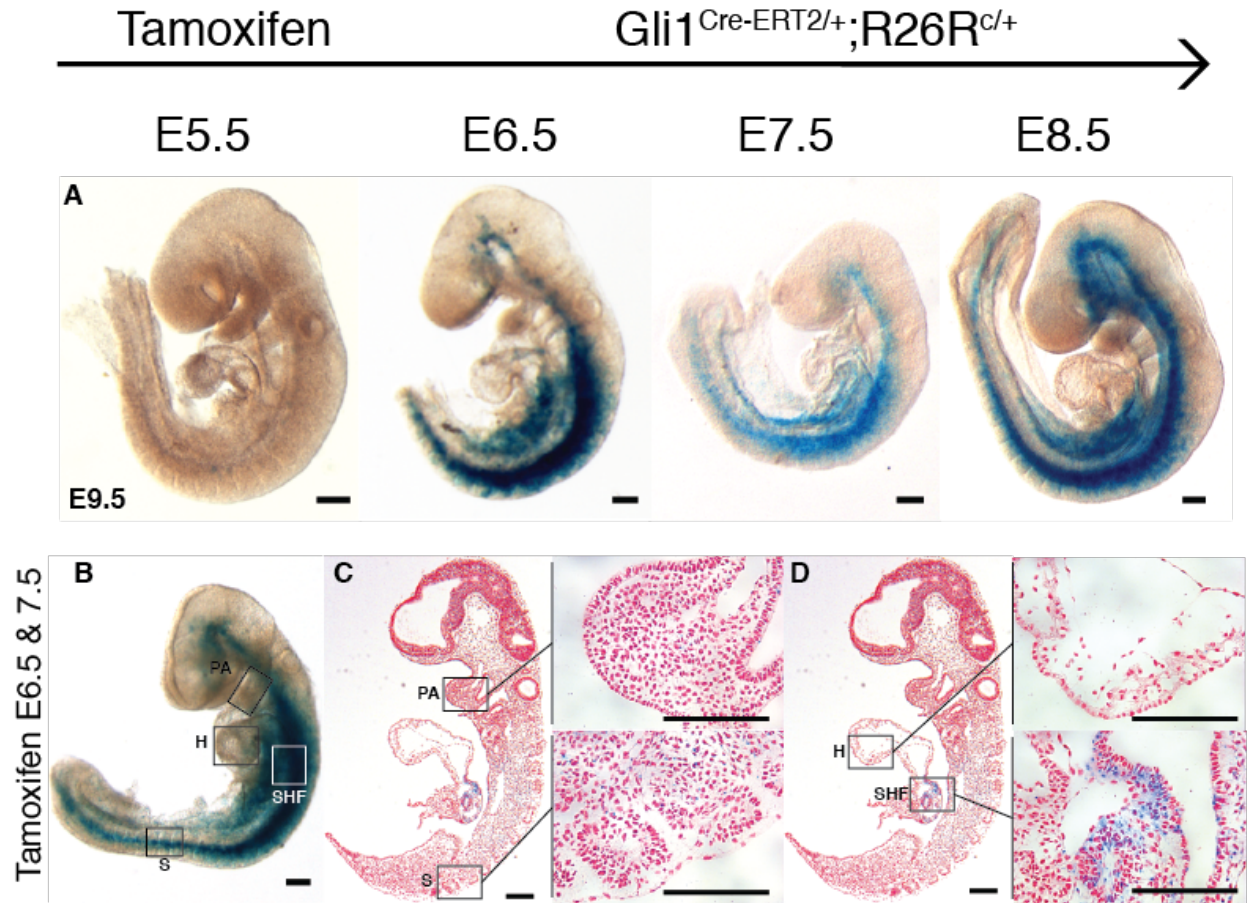 Tamoxifen Gli1Cre-ERT2/+;R26Rc/+
E5.5 E6.5 E7.5 E8.5
A
E9.5
Tamoxifen E6.5 & 7.5
B
PA
H
SHF
S
C
PA
S
D
H
SHF